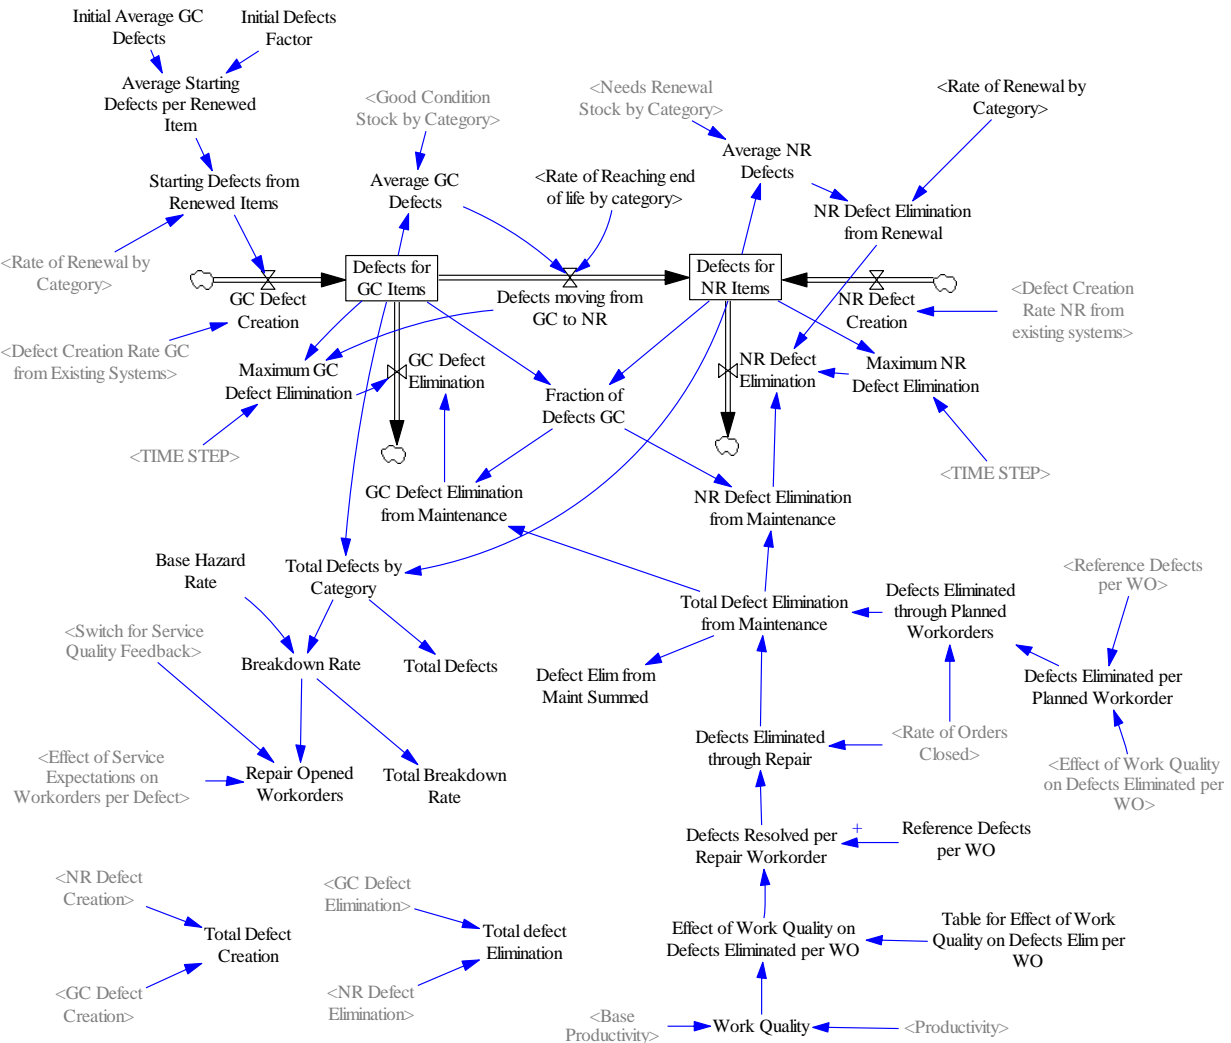 Initial Average GC
Defects
Initial Defects
Factor
Average Starting
Defects per Renewed
Item
<Good Condition
Stock by Category>
<Needs Renewal
Stock by Category>
<Rate of Renewal by
Category>
Average NR
Defects
Starting Defects from
Renewed Items
Average GC
Defects
<Rate of Reaching end
of life by category>
NR Defect Elimination
from Renewal
<Rate of Renewal by
Category>
Defects for
GC Items
Defects for
NR Items
GC Defect
Creation
Defects moving from
GC to NR
NR Defect
Creation
<Defect Creation
Rate NR from
existing systems>
<Defect Creation Rate GC
from Existing Systems>
Maximum GC
Defect Elimination
GC Defect
Elimination
NR Defect
Elimination
Maximum NR
Defect Elimination
Fraction of
Defects GC
<TIME STEP>
<TIME STEP>
GC Defect Elimination
from Maintenance
NR Defect Elimination
from Maintenance
Base Hazard
Rate
Total Defects by
Category
<Reference Defects
per WO>
Defects Eliminated
through Planned
Workorders
Total Defect Elimination
from Maintenance
<Switch for Service
Quality Feedback>
Breakdown Rate
Total Defects
Defect Elim from
Maint Summed
Defects Eliminated per
Planned Workorder
<Effect of Service
Expectations on
Workorders per Defect>
Repair Opened
Workorders
Total Breakdown
Rate
Defects Eliminated
through Repair
<Rate of Orders
Closed>
<Effect of Work Quality
on Defects Eliminated per
WO>
Defects Resolved per
Repair Workorder
+
Reference Defects
per WO
<NR Defect
Creation>
<GC Defect
Elimination>
Total Defect
Creation
Total defect
Elimination
Effect of Work Quality on
Defects Eliminated per WO
Table for Effect of Work
Quality on Defects Elim per
WO
<GC Defect
Creation>
<NR Defect
Elimination>
<Base
Productivity>
Work Quality
<Productivity>